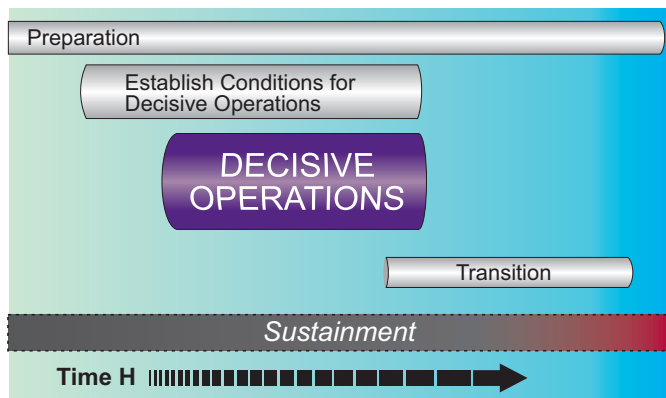 Preparation
Establish Conditions for
Decisive Operations
DECISIVE
OPERATIONS
Transition
Sustainment
Time H